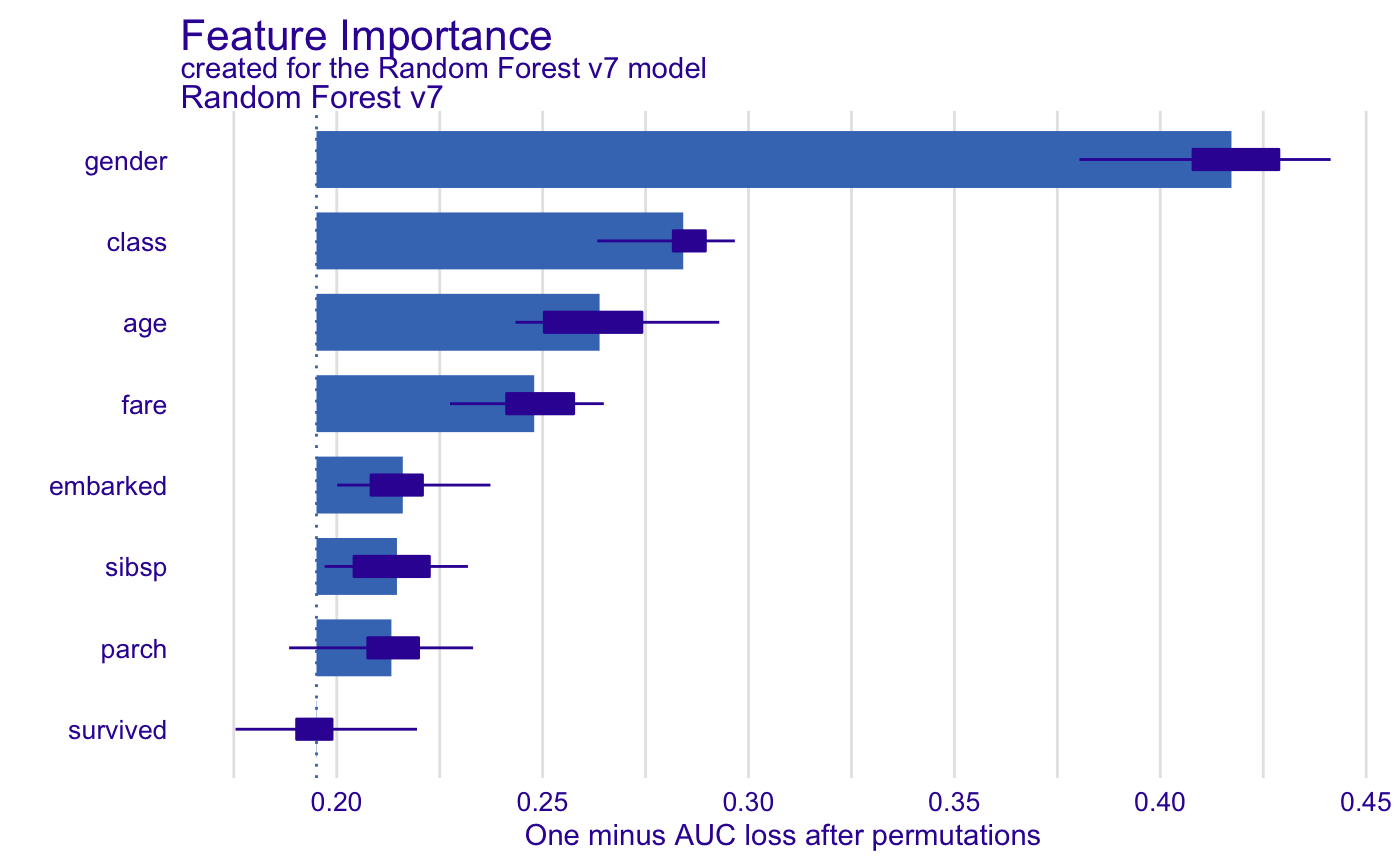 Feature Importance
created for the Random Forest v7 model
Random Forest v7
gender
class
age
fare
embarked
sibsp
parch
survived
0.20 0.25 0.30 0.35 0.40 0.45
One minus AUC loss after permutations